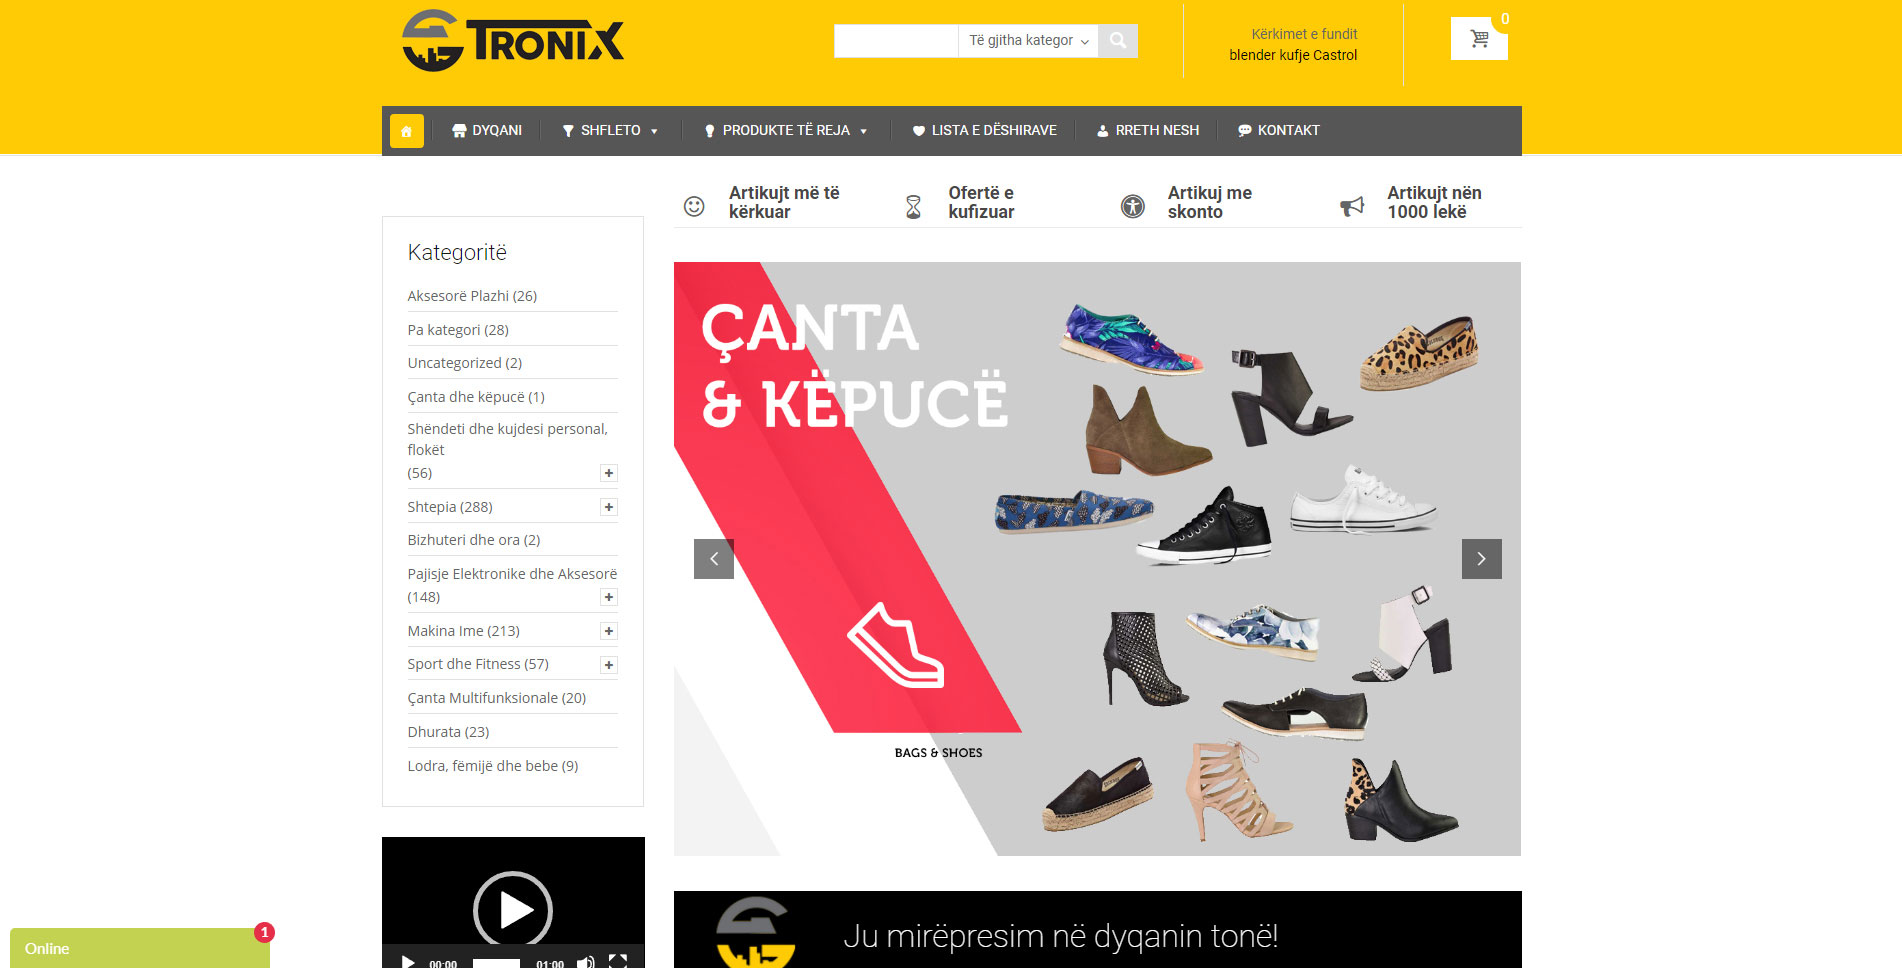 TRONIX
Të gjitha kategor
Kërkimet e fundit
blender kufje Castrol
0
DYQANI
SHFLETO
PRODUKTE TË REJA
LISTA E DËSHIRAVE
RRETH NESH
KONTAKT
Artikujt më të
kërkuar
Ofertë e
kufizuar
Artikuj me
skonto
Artikujt nën
1000 lekë
Kategoritë
Aksesorë Plazhi (26)
Pa kategori (28)
Uncategorized (2)
Çanta dhe këpucë (1)
Shëndeti dhe kujdesi personal,
flokët
(56)
Shtepia (288)
Bizhuteri dhe ora (2)
Pajisje Elektronike dhe Aksesorë
(148)
Makina Ime (213)
Sport dhe Fitness (57)
Çanta Multifunksionale (20)
Dhurata (23)
Lodra, fëmijë dhe bebe (9)
ÇANTA
& KËPUCË
BAGS & SHOES
00:00
01:00
Ju mirëpresim në dyqanin tonë!
Online
1